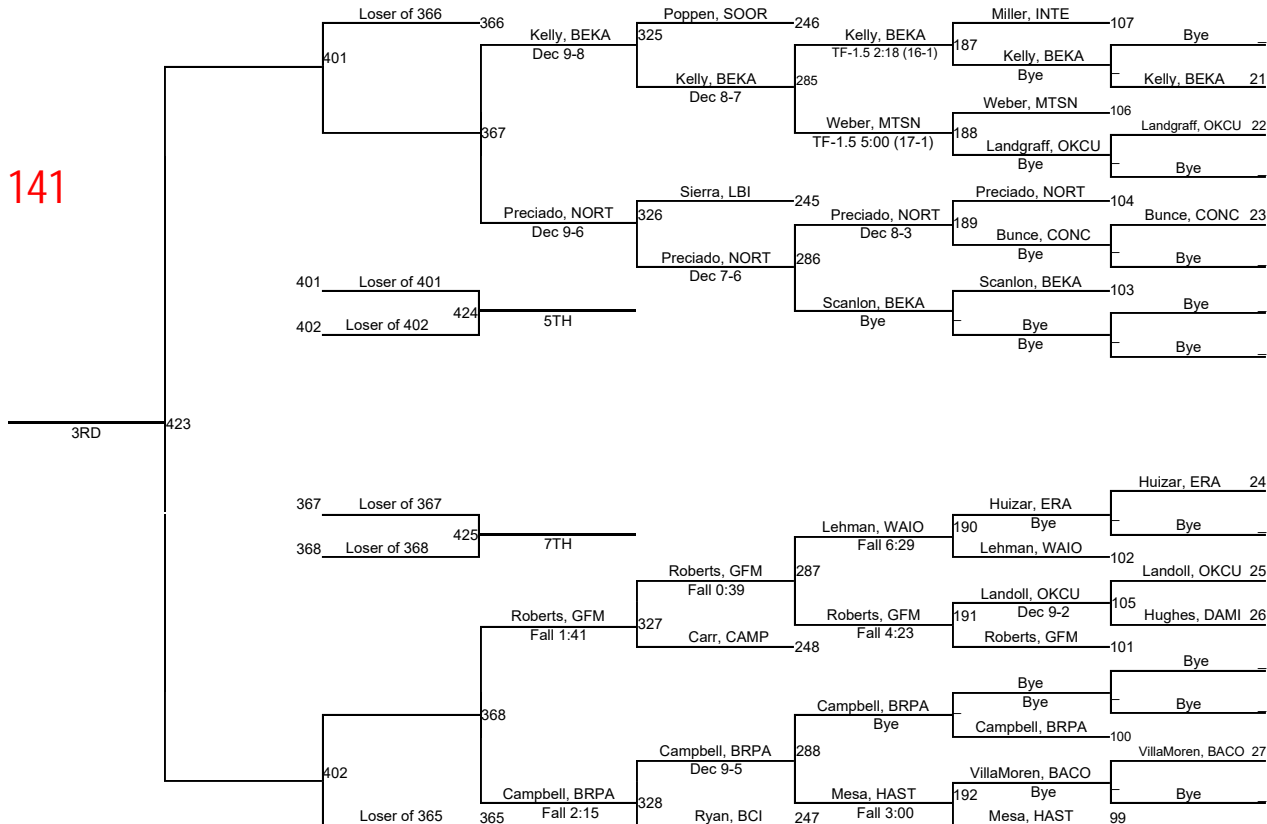 Loser of 366 366 Poppen, SOOR 246 Miller, INTE 107
Kelly, BEKA 325 Kelly, BEKA 187 Bye _
401 Dec 9-8 TF-1.5 2:18 (16-1) Kelly, BEKA
Kelly, BEKA 285 Bye _ Kelly, BEKA 21
Dec 8-7
Weber, MTSN 106
367 Weber, MTSN 188 Landgraff, OKCU 22
TF-1.5 5:00 (17-1) Landgraff, OKCU
Bye _ Bye _
141
Sierra, LBI 245 Preciado, NORT 104
Preciado, NORT 326 Preciado, NORT 189 Bunce, CONC 23
Dec 9-6 Dec 8-3 Bunce, CONC
Preciado, NORT 286 Bye _ Bye _
Dec 7-6
401 Loser of 401 Scanlon, BEKA 103
424 5TH Scanlon, BEKA _ Bye _
402 Loser of 402 Bye Bye
Bye _ Bye _
3RD 423
Huizar, ERA 24
367 Loser of 367 Huizar, ERA
425 7TH Lehman, WAIO 190 Bye _ Bye _
368 Loser of 368 Fall 6:29 Lehman, WAIO 102
Roberts, GFM 287 Landoll, OKCU 25
Fall 0:39 Landoll, OKCU 105
Roberts, GFM 327 Roberts, GFM 191 Dec 9-2 Hughes, DAMI 26
Fall 1:41 Carr, CAMP 248 Fall 4:23 Roberts, GFM 101
Bye _
368 Bye
Campbell, BRPA _ Bye _ Bye _
Bye Campbell, BRPA 100
Campbell, BRPA 288 VillaMoren, BACO 27
402 Dec 9-5 VillaMoren, BACO
Campbell, BRPA 328 Mesa, HAST 192 Bye _ Bye _
Loser of 365 365 Fall 2:15 Ryan, BCI 247 Fall 3:00 Mesa, HAST 99